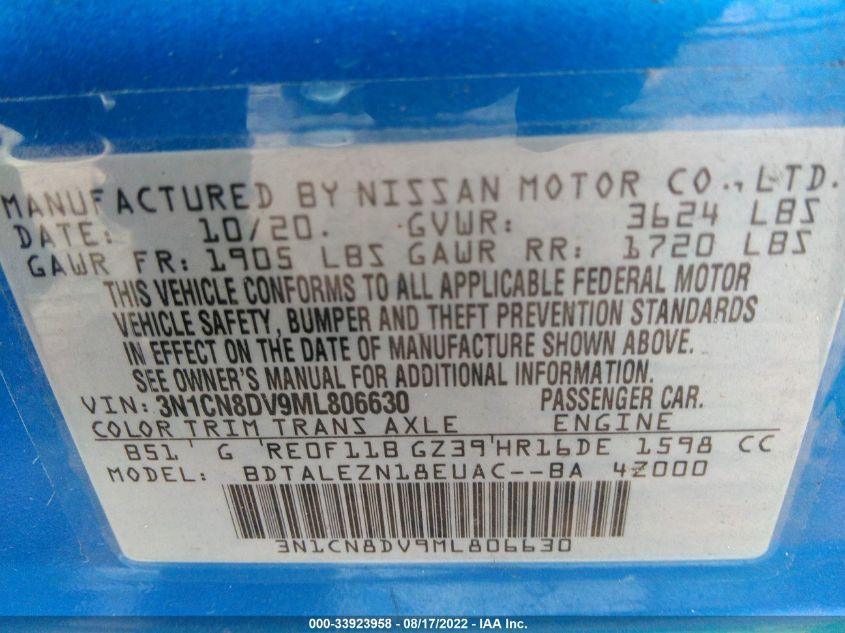 MANUFACTURED BY NISSAN MOTOR CO., LTD.
DATE: 10/20. GVWR: 3624 LBS
GAWR FR: 1905 LBS GAWR RR: 1720 LBS
THIS VEHICLE CONFORMS TO ALL APPLICABLE FEDERAL MOTOR
VEHICLE SAFETY, BUMPER AND THEFT PREVENTION STANDARDS
IN EFFECT ON THE DATE OF MANUFACTURE SHOWN ABOVE.
SEE OWNER'S MANUAL FOR ADDITIONAL INFORMATION.
VIN: 3N1CN8DV9ML806630 PASSENGER CAR.
COLOR TRIM TRANS AXLE ENGINE
B51 G RE0F11B GZ39 HR16DE 1598 CC
MODEL: BDTALEZN18EUAC--BA 4Z000
3N1CN8DV9ML806630
000-33923958 - 08/17/2022 - IAA Inc.